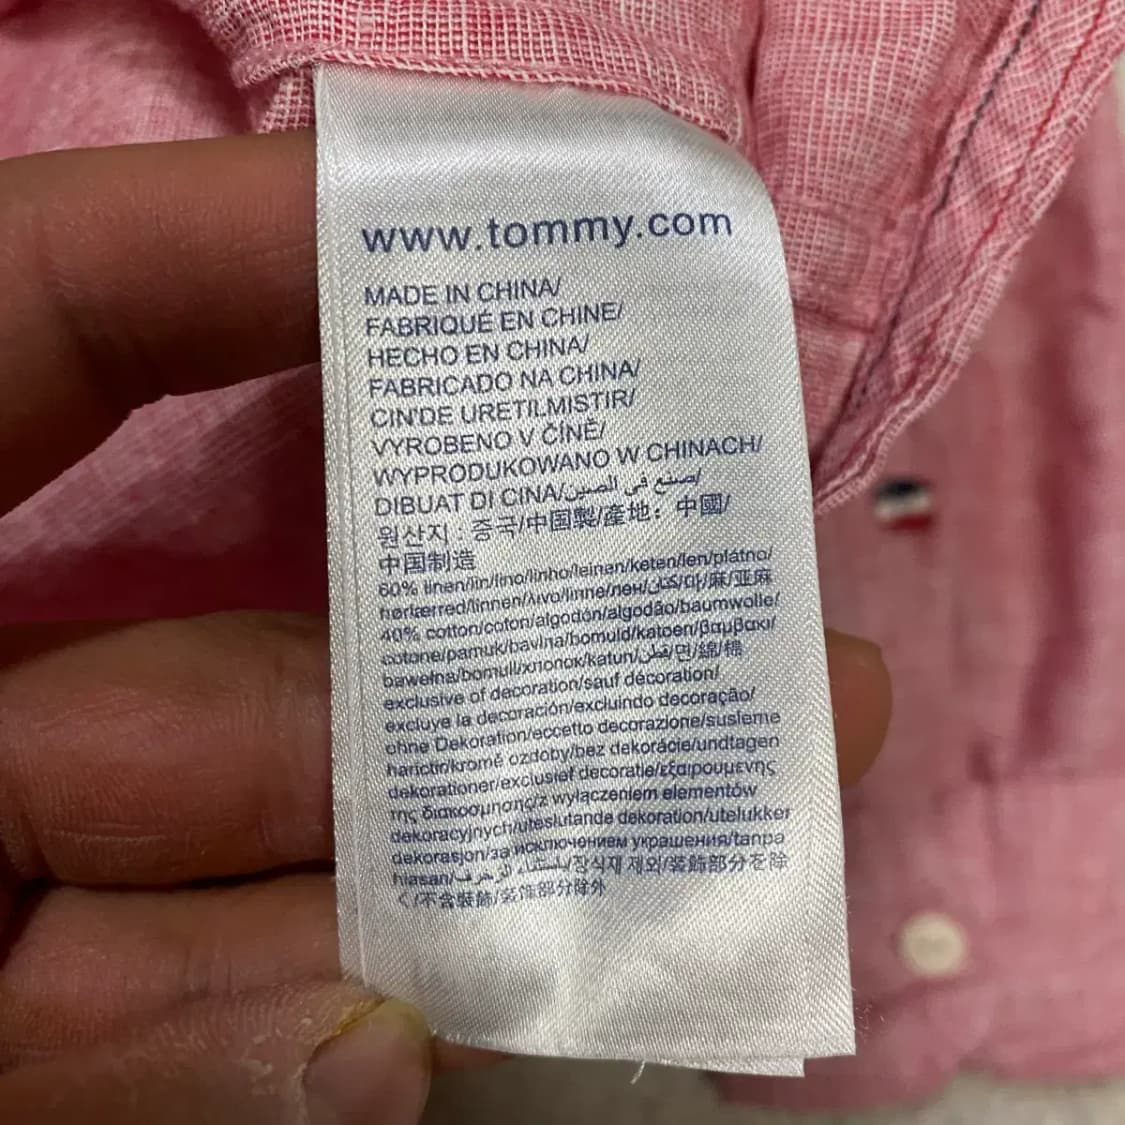 www.tommy.com
MADE IN CHINA/
FABRIQUÉ EN CHINE/
HECHO EN CHINA/
FABRICADO NA CHINA/
CIN'DE URETILMISTIR/
VYROBENO V ČÍNĚ/
WYPRODUKOWANO W CHINACH/
DIBUAT DI CINA/صنع في الصين/
원산지 : 중국/中国製/產地：中國/
中国制造
60% linen/lin/lino/linho/leinen/keten/len/plátno/
hørlærred/linnen/λινο/linne/лен/كتان/마/麻/亚麻
40% cotton/coton/algodón/algodão/baumwolle/
cotone/pamuk/bavlna/bomuld/katoen/βαμβακι/
bawełna/bomull/хлопок/katun/قطن/면/綿/棉
exclusive of decoration/sauf décoration/
excluye la decoración/excluindo decoração/
ohne Dekoration/eccetto decorazione/susleme
harictir/kromě ozdoby/bez dekorácie/undtagen
dekorationer/exclusief decoratie/εξαιρουμενης
της διακοσμησης/z wyłączeniem elementów
dekoracyjnych/uteslutande dekoration/utelukker
dekorasjon/за исключением украшения/tanpa
hiasan/장식재 제외/装飾部分を除
く/不含裝飾/装饰部分除外